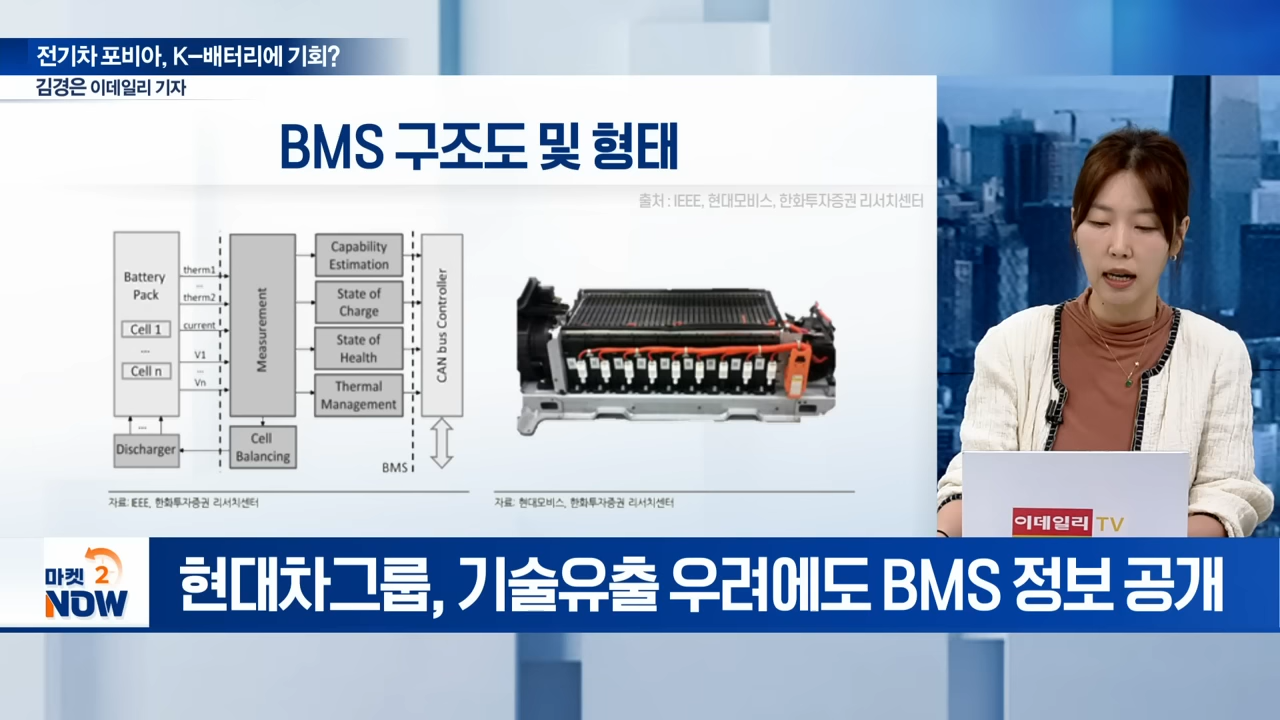 전기차 포비아, K-배터리에 기회?
김경은 이데일리 기자
BMS 구조도 및 형태
출처 : IEEE, 현대모비스, 한화투자증권 리서치센터
Battery
Pack
Cell 1
...
Cell n
Discharger
...
therm1
...
therm2
current
V1
...
Vn
Measurement
Cell
Balancing
Capability
Estimation
State of
Charge
State of
Health
Thermal
Management
BMS
CAN bus Controller
자료: IEEE, 한화투자증권 리서치센터
자료: 현대모비스, 한화투자증권 리서치센터
이데일리 TV
마켓 2
NOW
현대차그룹, 기술유출 우려에도 BMS 정보 공개